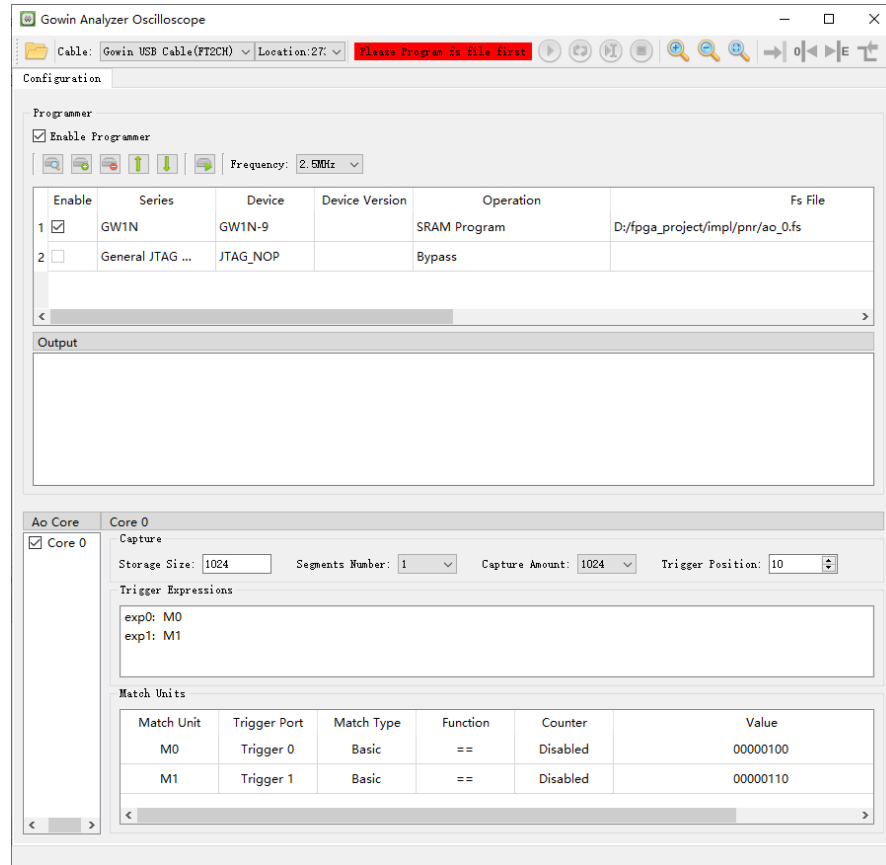 Gowin Analyzer Oscilloscope
Cable: Gowin USB Cable(FT2CH) Location:27 Please Program fs file first
Configuration
Programmer
Enable Programmer
Frequency: 2.5MHz
Enable Series Device Device Version Operation Fs File
1 GW1N GW1N-9 SRAM Program D:/fpga_project/impl/pnr/ao_0.fs
2 General JTAG ... JTAG_NOP Bypass
Output
Ao Core Core 0
Core 0
Capture
Storage Size: 1024 Segments Number: 1 Capture Amount: 1024 Trigger Position: 10
Trigger Expressions
exp0: M0
exp1: M1
Match Units
Match Unit Trigger Port Match Type Function Counter Value
M0 Trigger 0 Basic == Disabled 00000100
M1 Trigger 1 Basic == Disabled 00000110